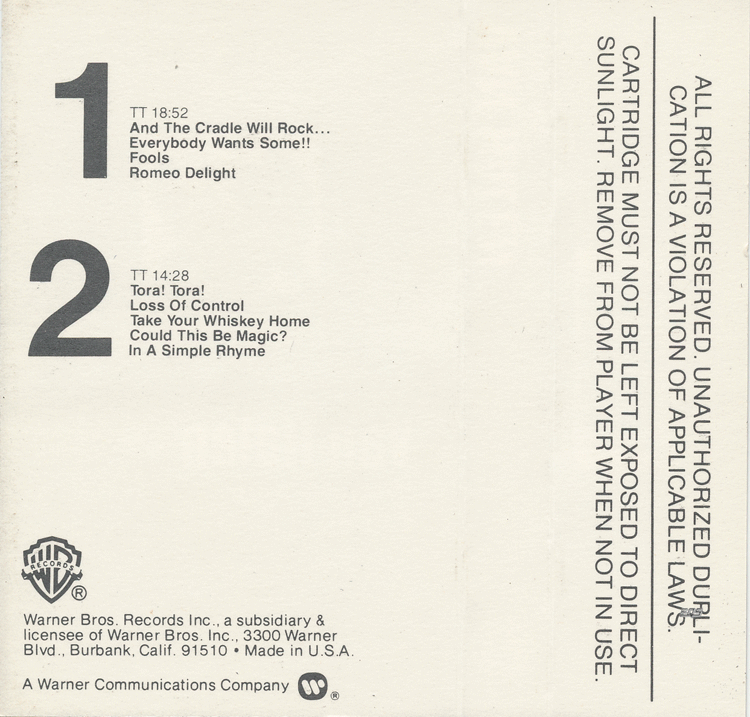 1
TT 18:52
And The Cradle Will Rock...
Everybody Wants Some!!
Fools
Romeo Delight
2
TT 14:28
Tora! Tora!
Loss Of Control
Take Your Whiskey Home
Could This Be Magic?
In A Simple Rhyme
WB
RECORDS
®
Warner Bros. Records Inc., a subsidiary &
licensee of Warner Bros. Inc., 3300 Warner
Blvd., Burbank, Calif. 91510 • Made in U.S.A.
A Warner Communications Company ®
ALL RIGHTS RESERVED. UNAUTHORIZED DUPLI-
CATION IS A VIOLATION OF APPLICABLE LAWS.
CARTRIDGE MUST NOT BE LEFT EXPOSED TO DIRECT
SUNLIGHT. REMOVE FROM PLAYER WHEN NOT IN USE.